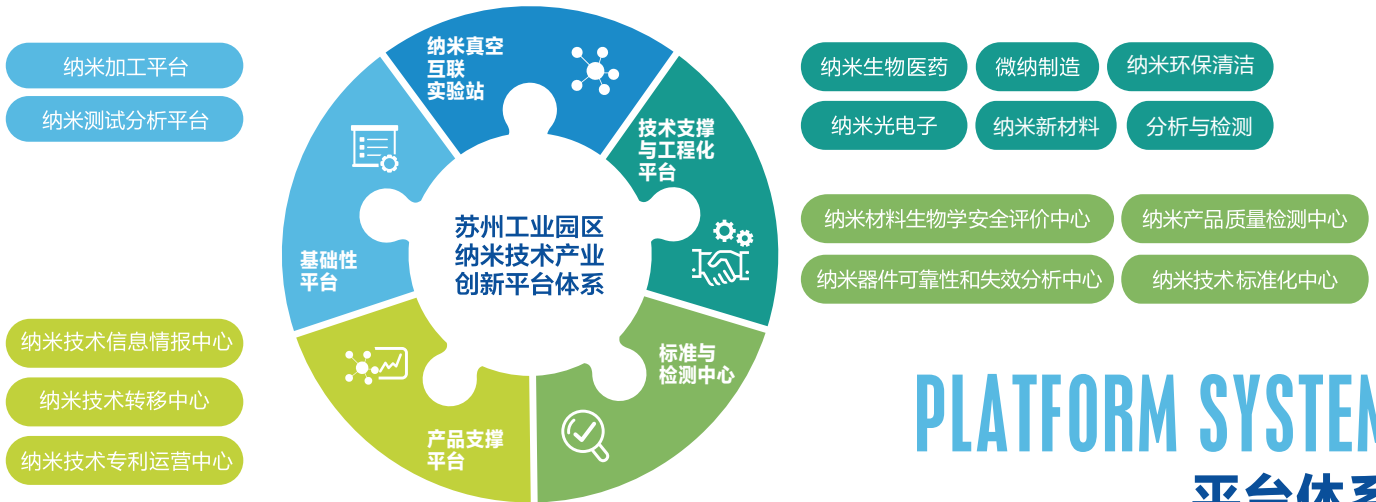 纳米加工平台
纳米测试分析平台
纳米真空
互联
实验站
技术支撑
与工程化
平台
纳米生物医药
微纳制造
纳米环保清洁
纳米光电子
纳米新材料
分析与检测
苏州工业园区
纳米技术产业
创新平台体系
基础性
平台
纳米材料生物学安全评价中心
纳米产品质量检测中心
纳米器件可靠性和失效分析中心
纳米技术标准化中心
纳米技术信息情报中心
纳米技术转移中心
纳米技术专利运营中心
产品支撑
平台
标准与
检测中心
PLATFORM SYSTEM
平台体系